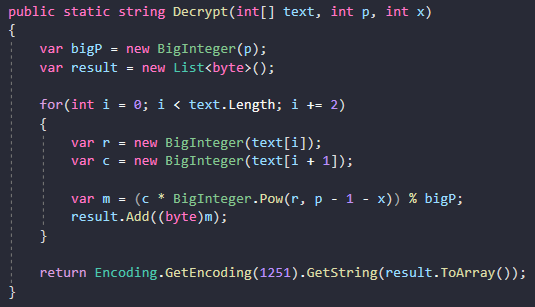 public static string Decrypt(int[] text, int p, int x)
{
    var bigP = new BigInteger(p);
    var result = new List<byte>();

    for(int i = 0; i < text.Length; i += 2)
    {
        var r = new BigInteger(text[i]);
        var c = new BigInteger(text[i + 1]);

        var m = (c * BigInteger.Pow(r, p - 1 - x)) % bigP;
        result.Add((byte)m);
    }

    return Encoding.GetEncoding(1251).GetString(result.ToArray());
}